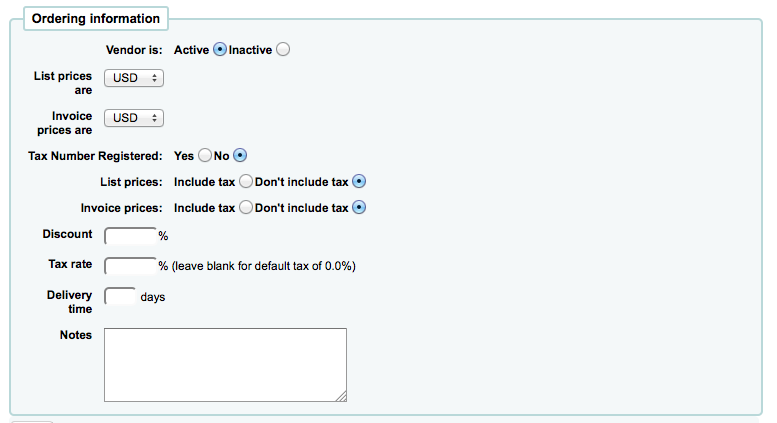 Ordering information
Vendor is: Active Inactive
List prices are USD
Invoice prices are USD
Tax Number Registered: Yes No
List prices: Include tax Don't include tax
Invoice prices: Include tax Don't include tax
Discount %
Tax rate % (leave blank for default tax of 0.0%)
Delivery time days
Notes